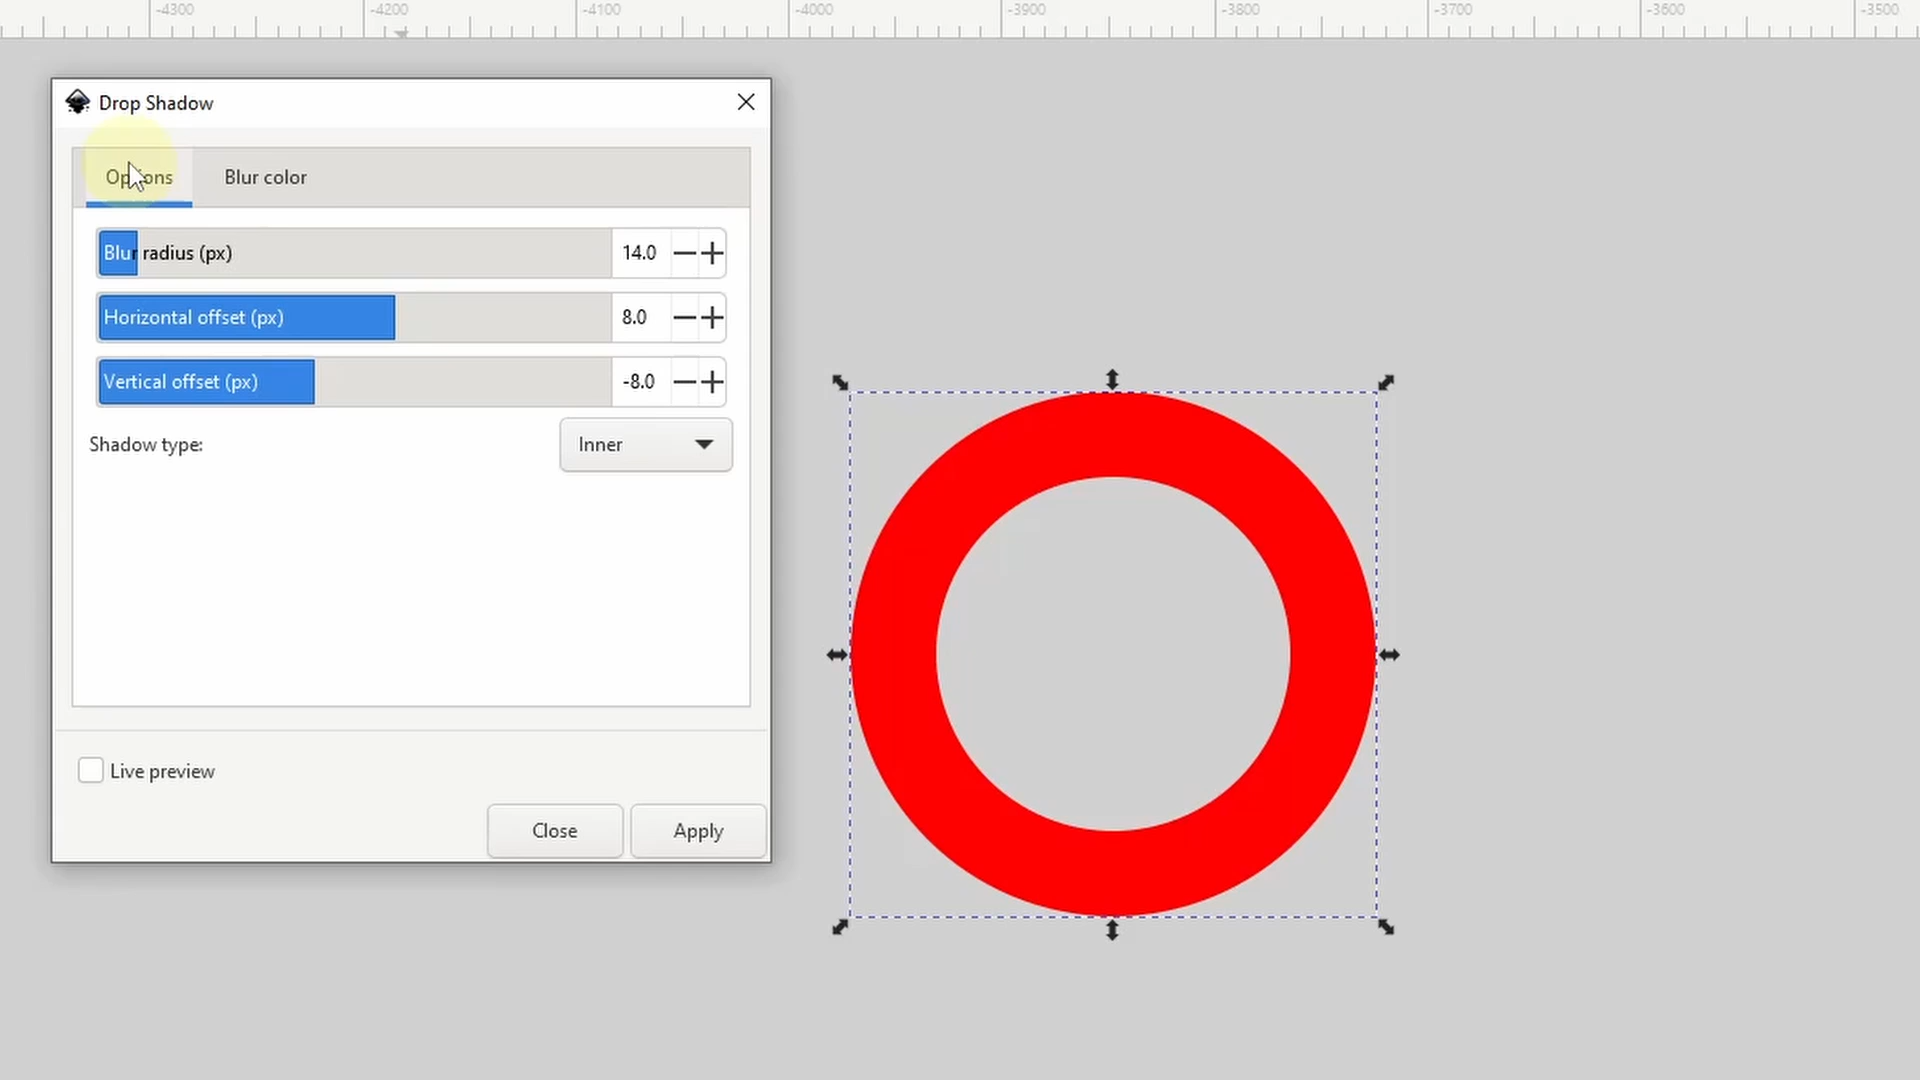 -4300 -4200 -4100 -4000 -3900 -3800 -3700 -3600 -3500
Drop Shadow
Options Blur color
Blur radius (px) 14.0
Horizontal offset (px) 8.0
Vertical offset (px) -8.0
Shadow type: Inner
Live preview
Close Apply